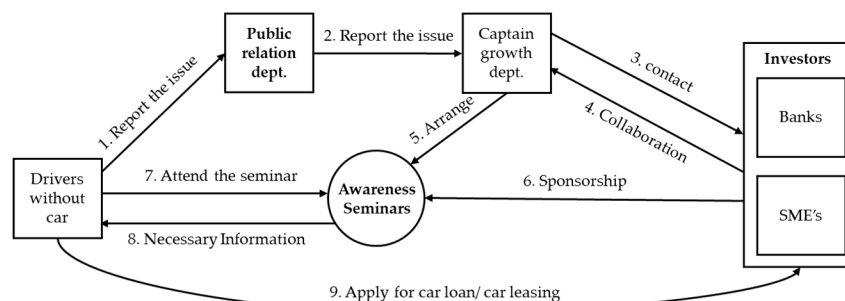 Public
relation
dept.
2. Report the issue
Captain
growth
dept.
Investors
3. contact
Banks
1. Report the issue
4. Collaboration
5. Arrange
Drivers
without
car
7. Attend the seminar
Awareness
Seminars
6. Sponsorship
SME's
8. Necessary Information
9. Apply for car loan/ car leasing